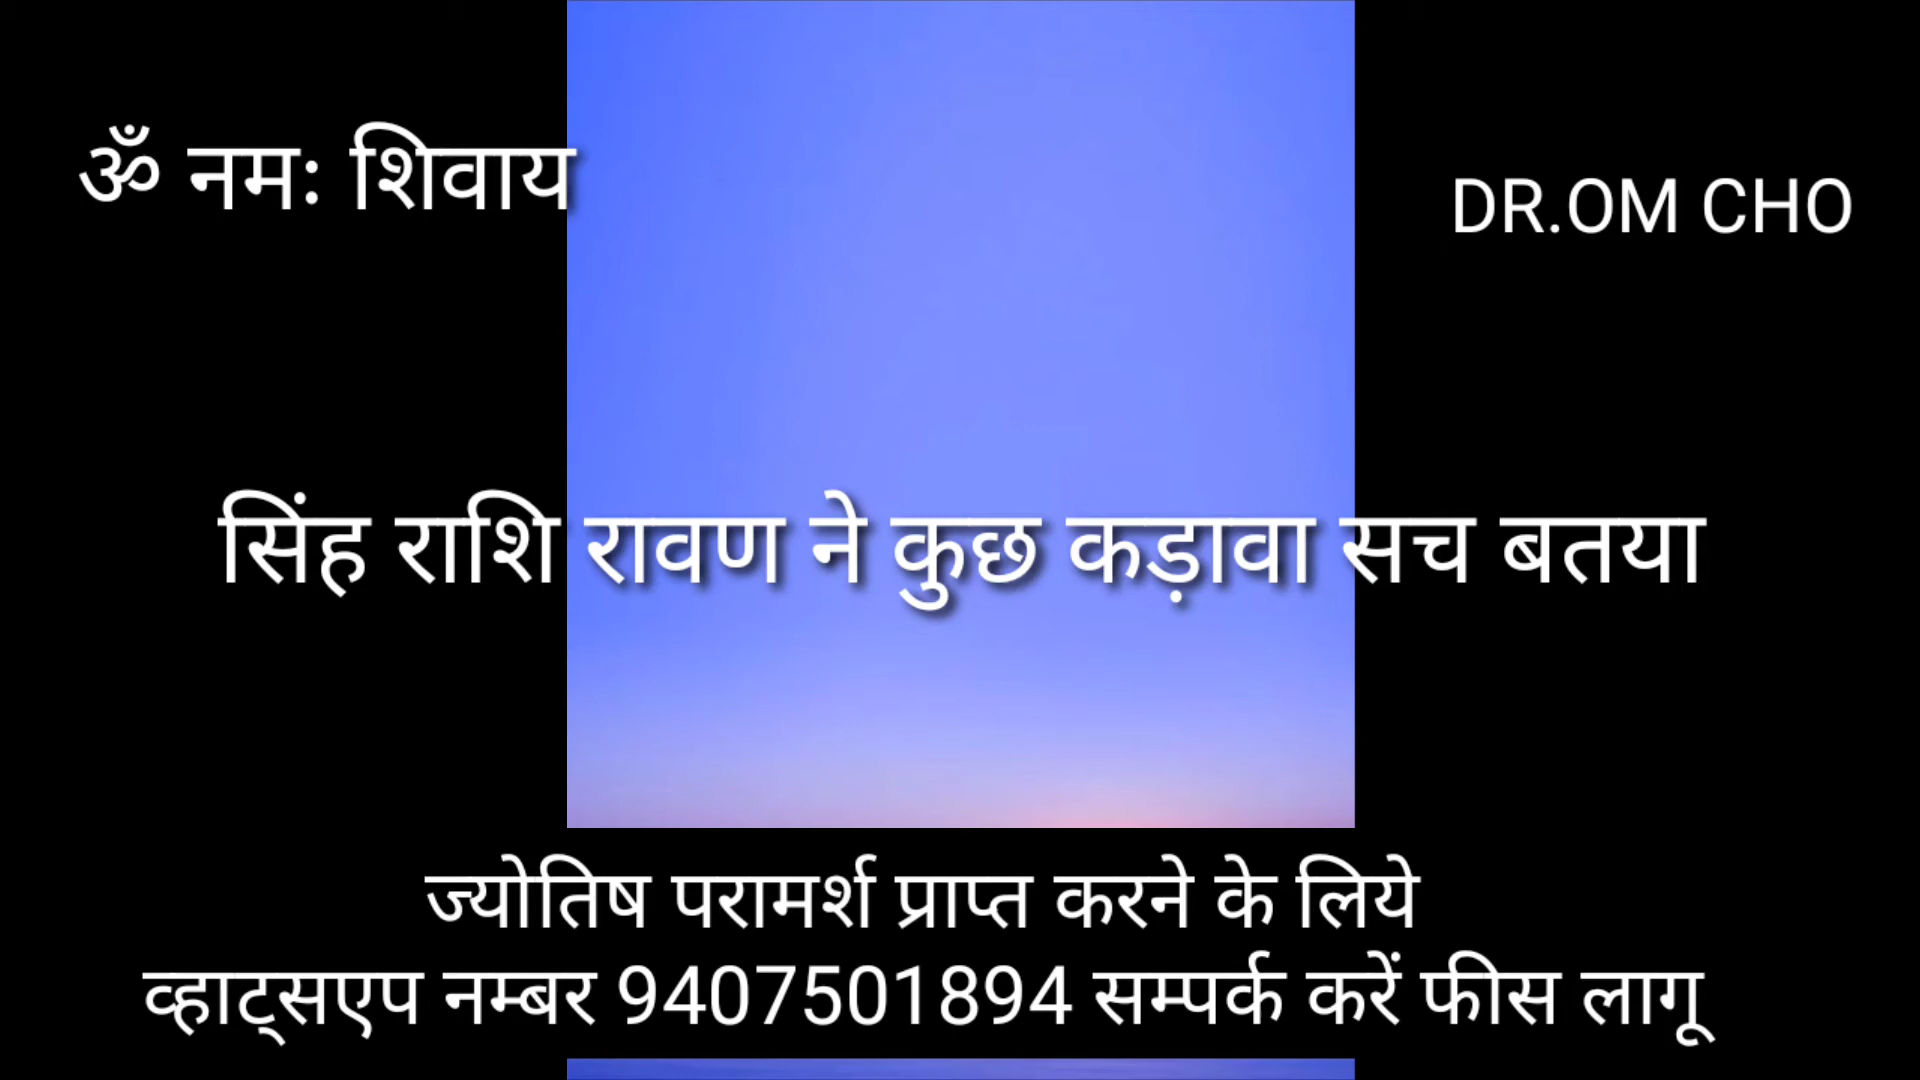 ॐ नमः शिवाय
DR.OM CHO
सिंह राशि रावण ने कुछ कड़ावा सच बतया
ज्योतिष परामर्श प्राप्त करने के लिये
व्हाट्सएप नम्बर 9407501894 सम्पर्क करें फीस लागू